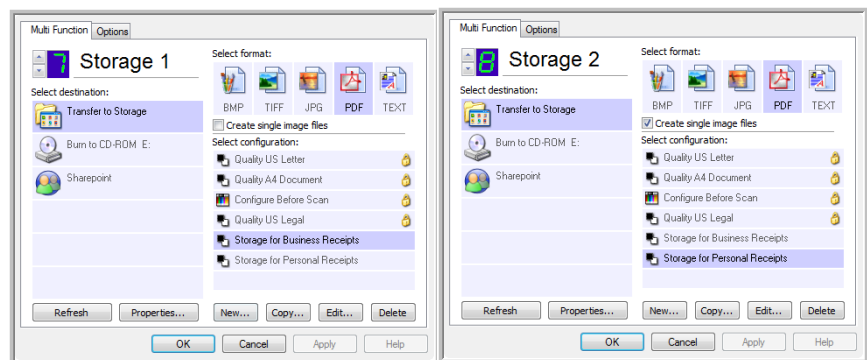 Multi Function Options
7 Storage 1
Select destination:
Transfer to Storage
Burn to CD-ROM E:
Sharepoint
Select format:
BMP TIFF JPG PDF TEXT
Create single image files
Select configuration:
Quality US Letter
Quality A4 Document
Configure Before Scan
Quality US Legal
Storage for Business Receipts
Storage for Personal Receipts
Refresh Properties... New... Copy... Edit... Delete
OK Cancel Apply Help
Multi Function Options
8 Storage 2
Select destination:
Transfer to Storage
Burn to CD-ROM E:
Sharepoint
Select format:
BMP TIFF JPG PDF TEXT
Create single image files
Select configuration:
Quality US Letter
Quality A4 Document
Configure Before Scan
Quality US Legal
Storage for Business Receipts
Storage for Personal Receipts
Refresh Properties... New... Copy... Edit... Delete
OK Cancel Apply Help